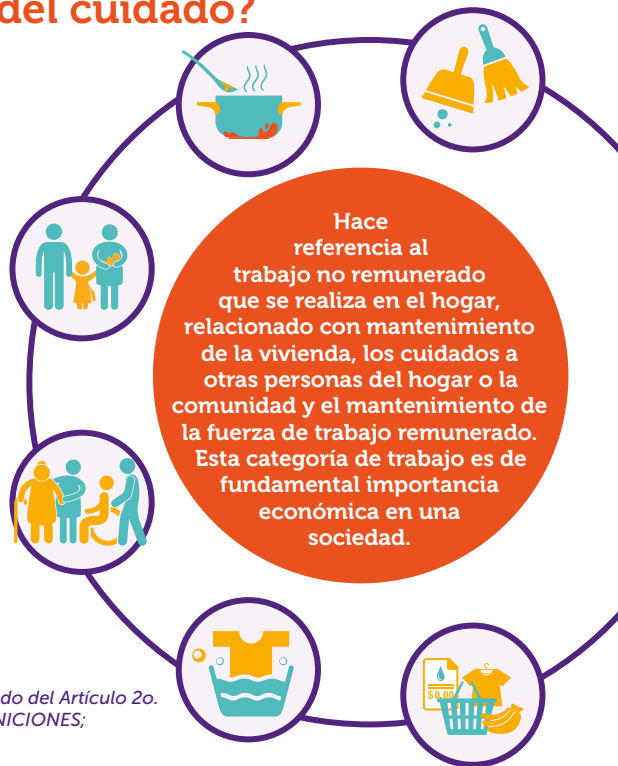 del cuidado?
Hace
referencia al
trabajo no remunerado
que se realiza en el hogar,
relacionado con mantenimiento
de la vivienda, los cuidados a
otras personas del hogar o la
comunidad y el mantenimiento de
la fuerza de trabajo remunerado.
Esta categoría de trabajo es de
fundamental importancia
económica en una
sociedad.
$0.00
do del Artículo 2o.
NICIONES;